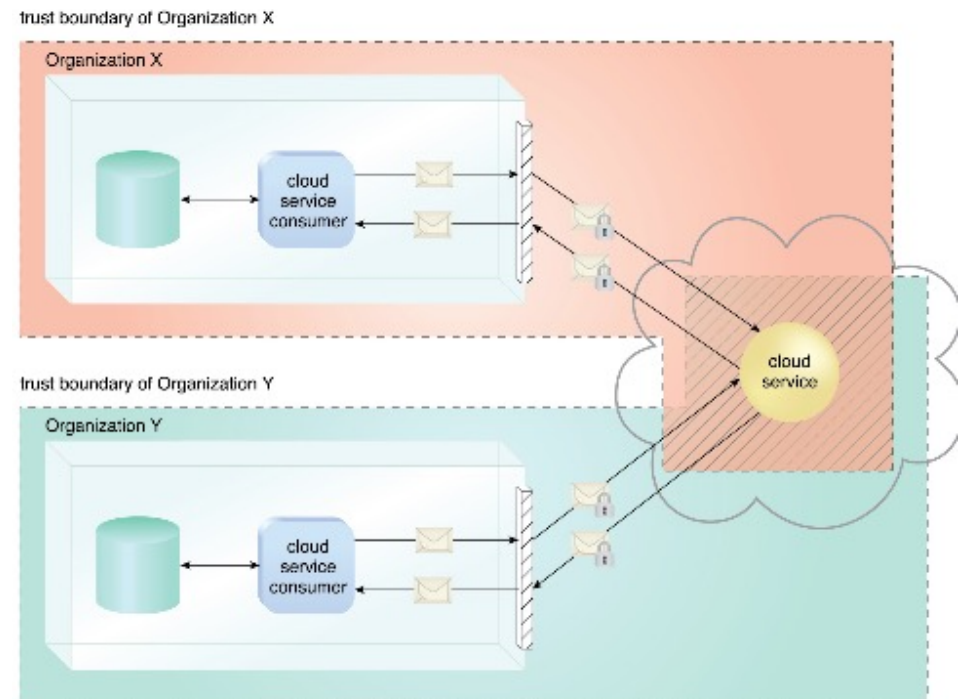 trust boundary of Organization X
Organization X
cloud
service
consumer
cloud
service
trust boundary of Organization Y
Organization Y
cloud
service
consumer